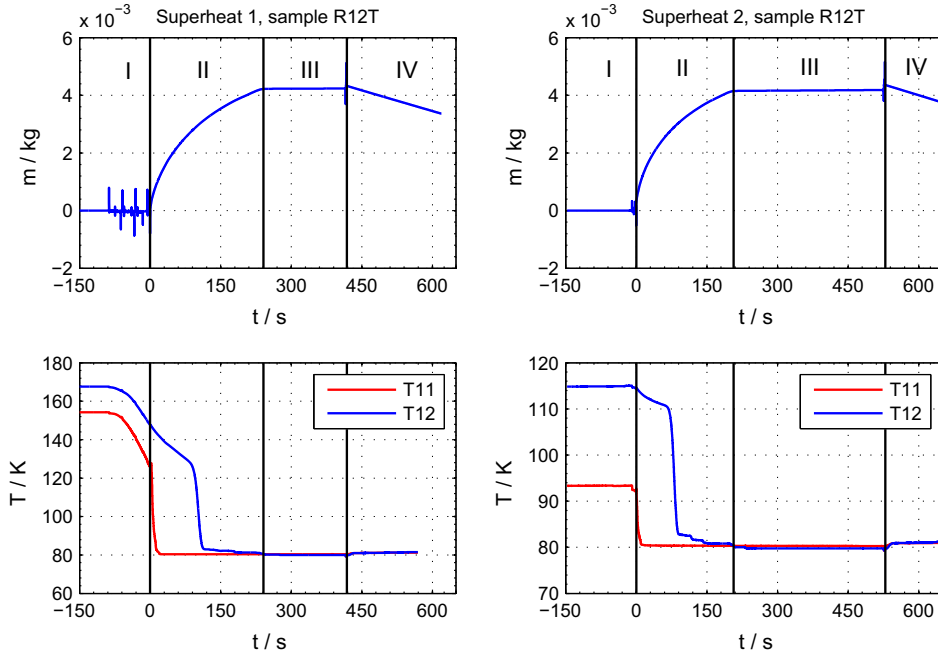 Superheat 1, sample R12T
x 10⁻³
6
4
2
0
−2
m / kg
I
II
III
IV
−150 0 150 300 450 600
t / s
Superheat 2, sample R12T
x 10⁻³
6
4
2
0
−2
m / kg
I
II
III
IV
−150 0 150 300 450 600
t / s
180
160
140
120
100
80
60
T / K
T11
T12
−150 0 150 300 450 600
t / s
120
110
100
90
80
70
T / K
T11
T12
−150 0 150 300 450 600
t / s